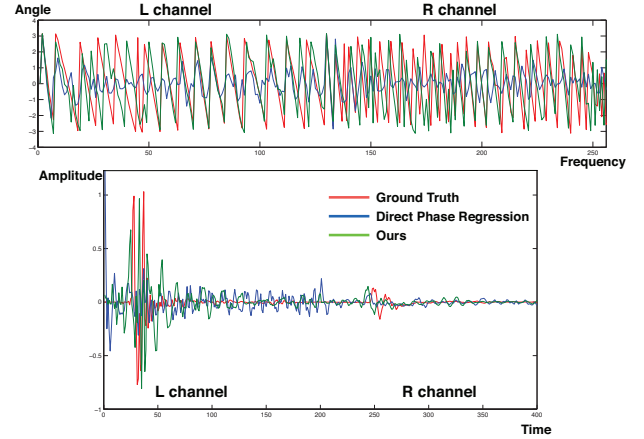 Angle
L channel
R channel
4
3
2
1
0
−1
−2
−3
−4
0
50
100
150
200
250
Frequency
Amplitude
1
0.5
0
−0.5
−1
Ground Truth
Direct Phase Regression
Ours
L channel
R channel
0
50
100
150
200
250
300
350
400
Time